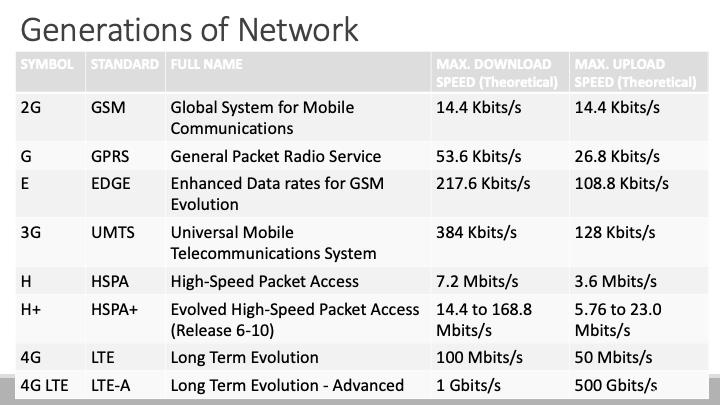 Generations of Network
SYMBOL STANDARD FULL NAME MAX. DOWNLOAD SPEED (Theoretical) MAX. UPLOAD SPEED (Theoretical)
2G GSM Global System for Mobile Communications 14.4 Kbits/s 14.4 Kbits/s
G GPRS General Packet Radio Service 53.6 Kbits/s 26.8 Kbits/s
E EDGE Enhanced Data rates for GSM Evolution 217.6 Kbits/s 108.8 Kbits/s
3G UMTS Universal Mobile Telecommunications System 384 Kbits/s 128 Kbits/s
H HSPA High-Speed Packet Access 7.2 Mbits/s 3.6 Mbits/s
H+ HSPA+ Evolved High-Speed Packet Access (Release 6-10) 14.4 to 168.8 Mbits/s 5.76 to 23.0 Mbits/s
4G LTE Long Term Evolution 100 Mbits/s 50 Mbits/s
4G LTE LTE-A Long Term Evolution - Advanced 1 Gbits/s 500 Gbits/s